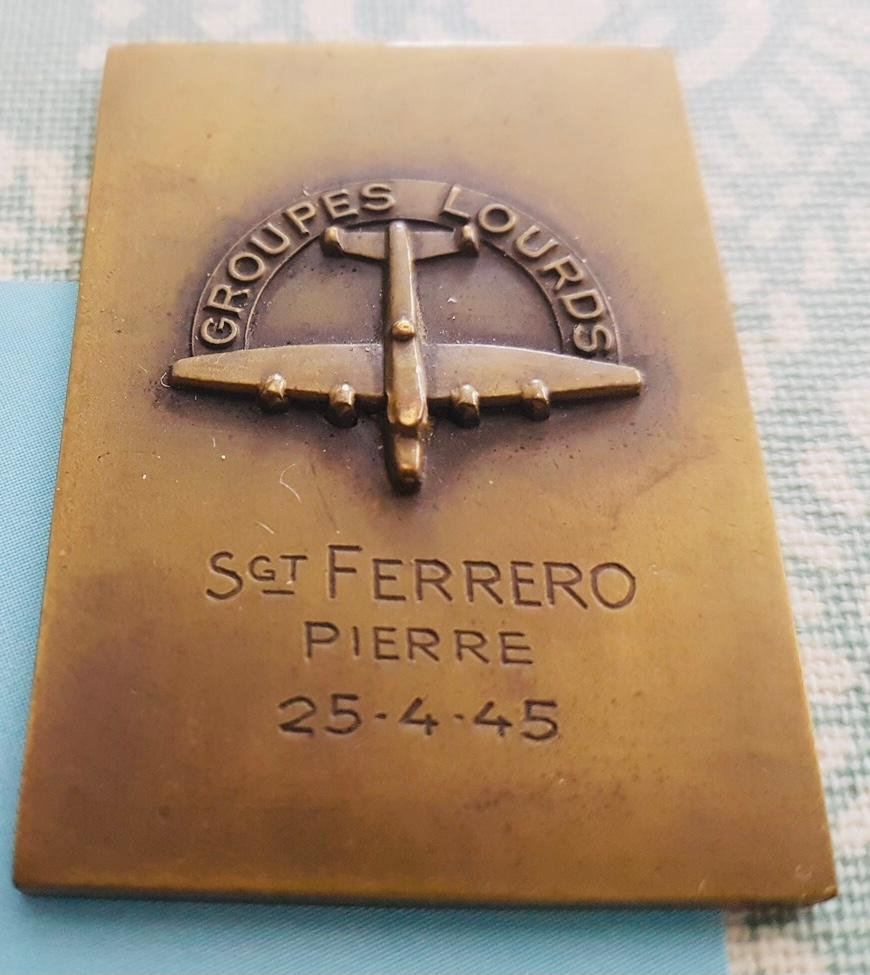 GROUPES LOURDS
SGT FERRERO
PIERRE
25-4-45